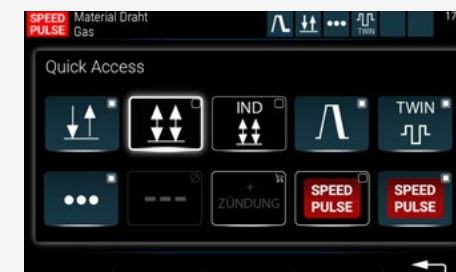 SPEED Material Draht
PULSE Gas
TWIN
17
Quick Access
IND
TWIN
+
ZÜNDUNG
SPEED
PULSE
SPEED
PULSE